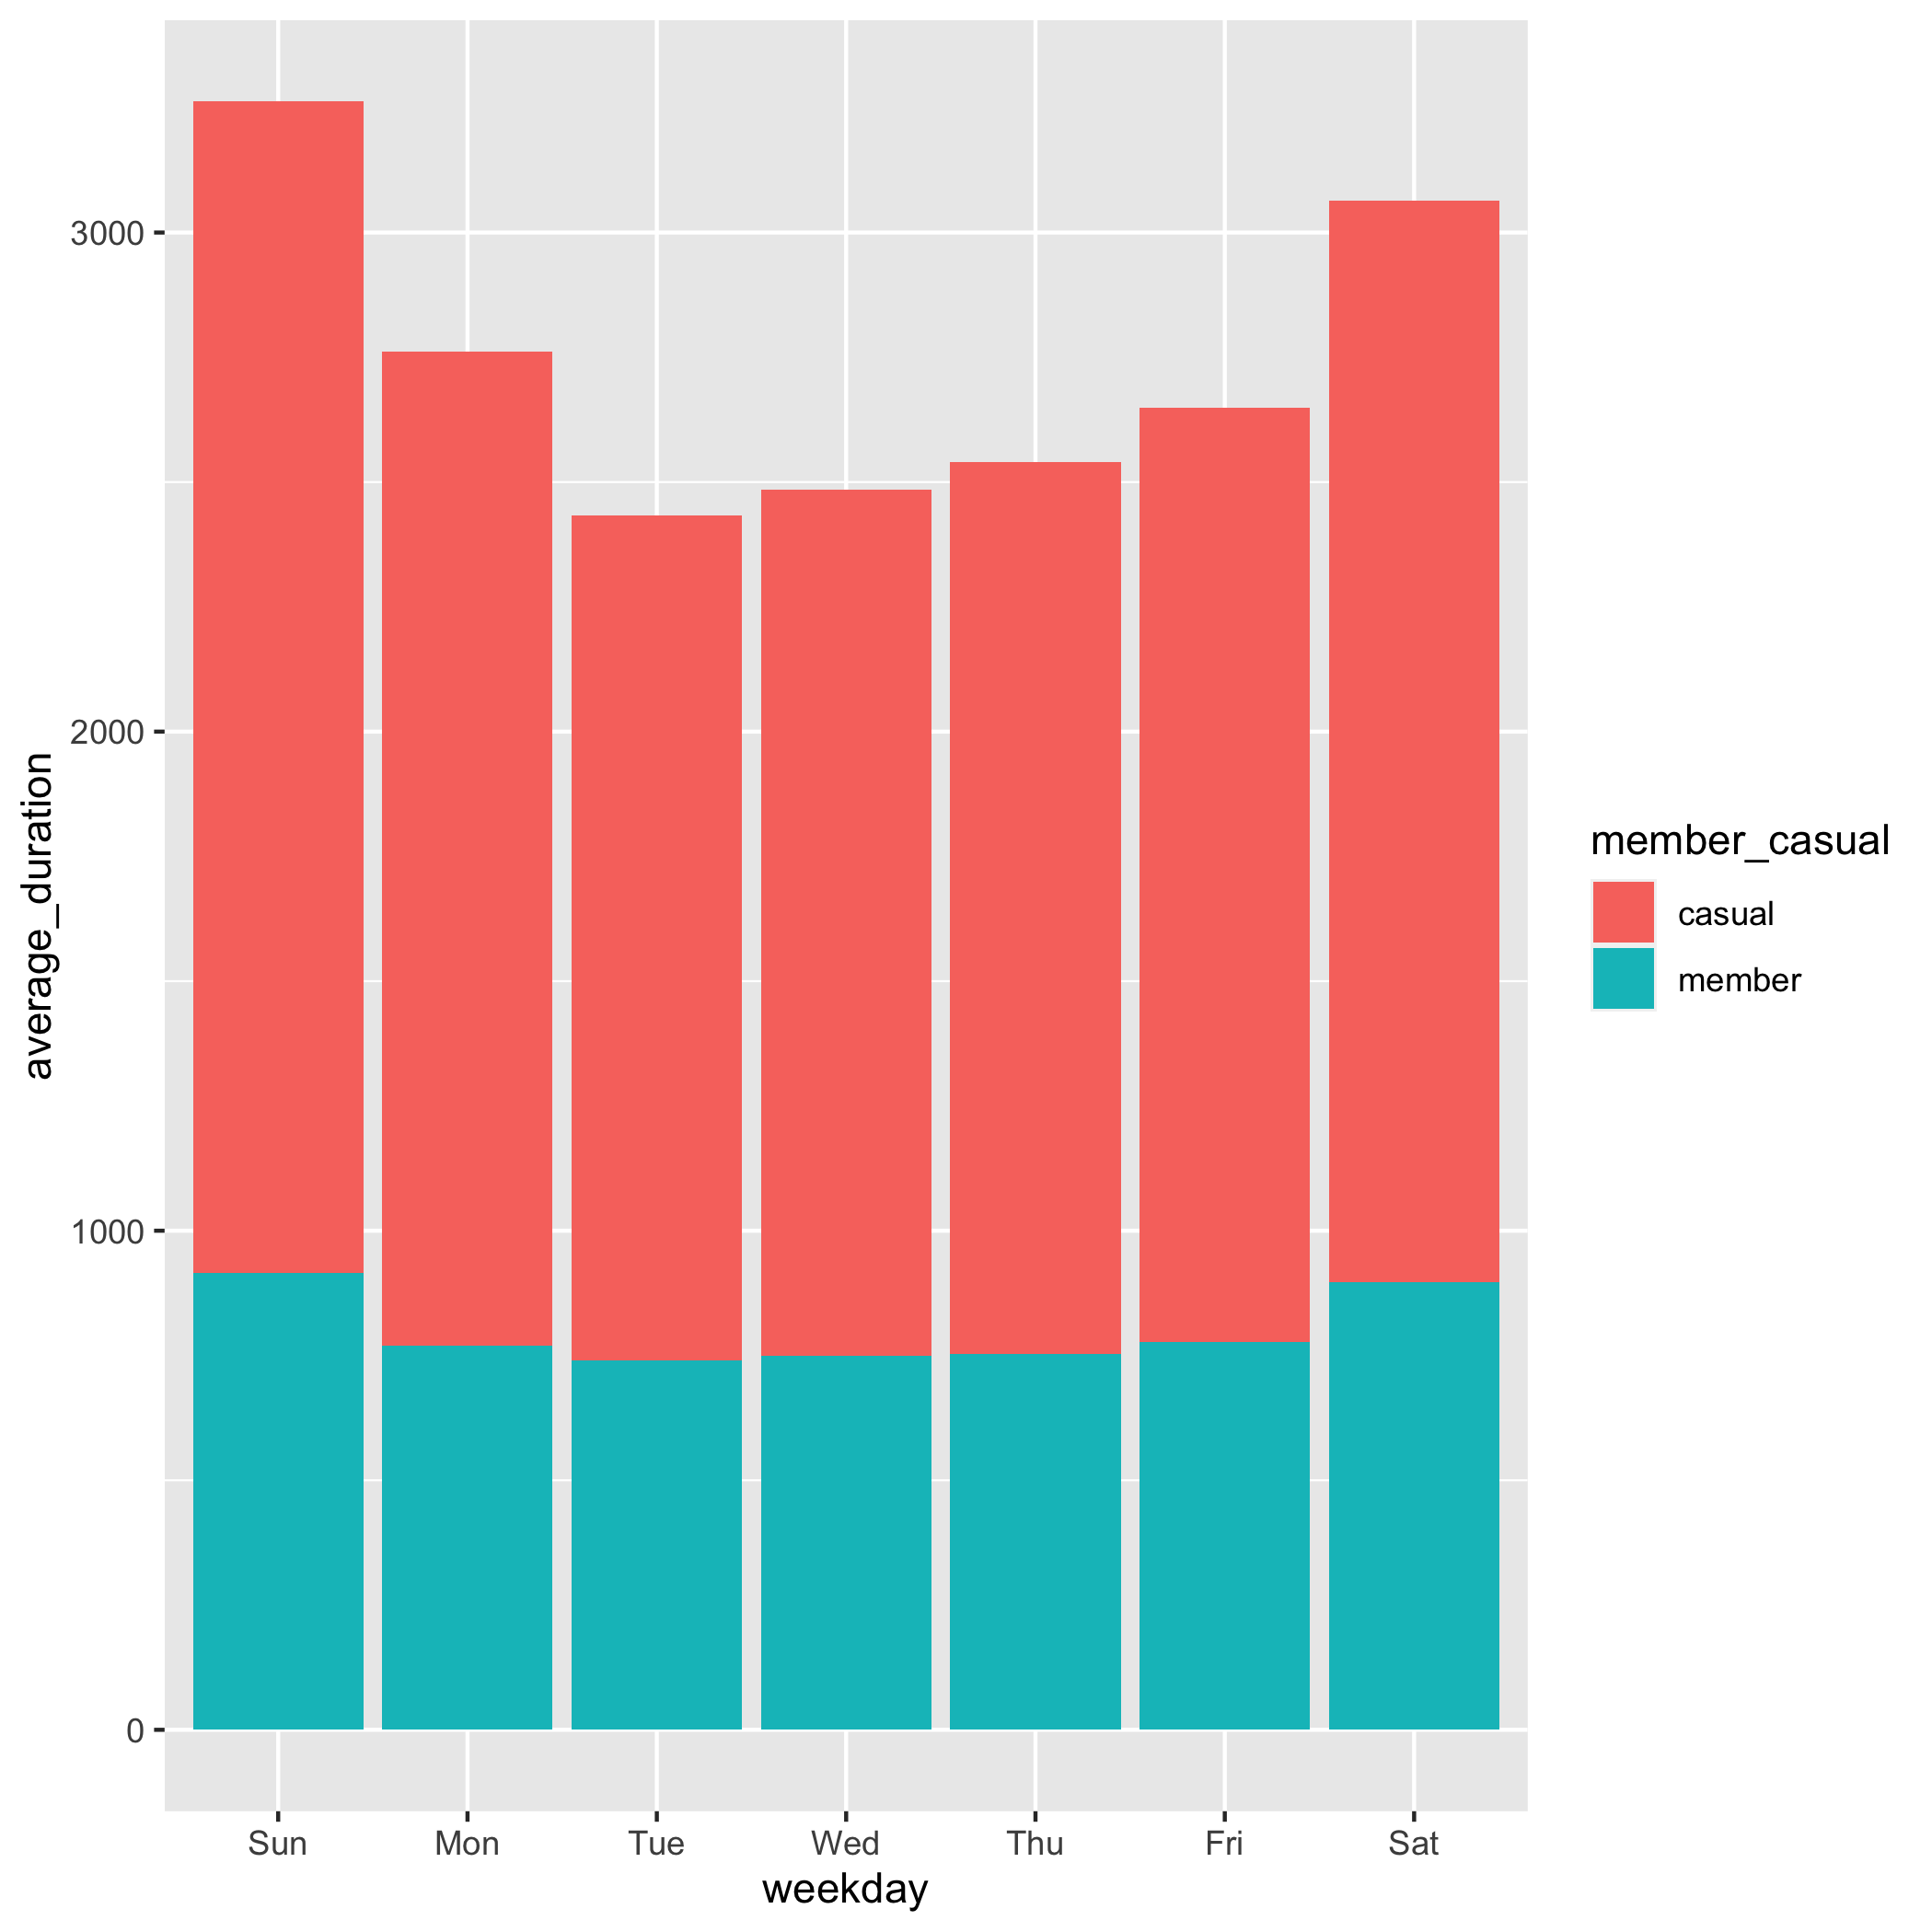 average_duration
3000
2000
1000
0
Sun Mon Tue Wed Thu Fri Sat
weekday
member_casual
casual
member